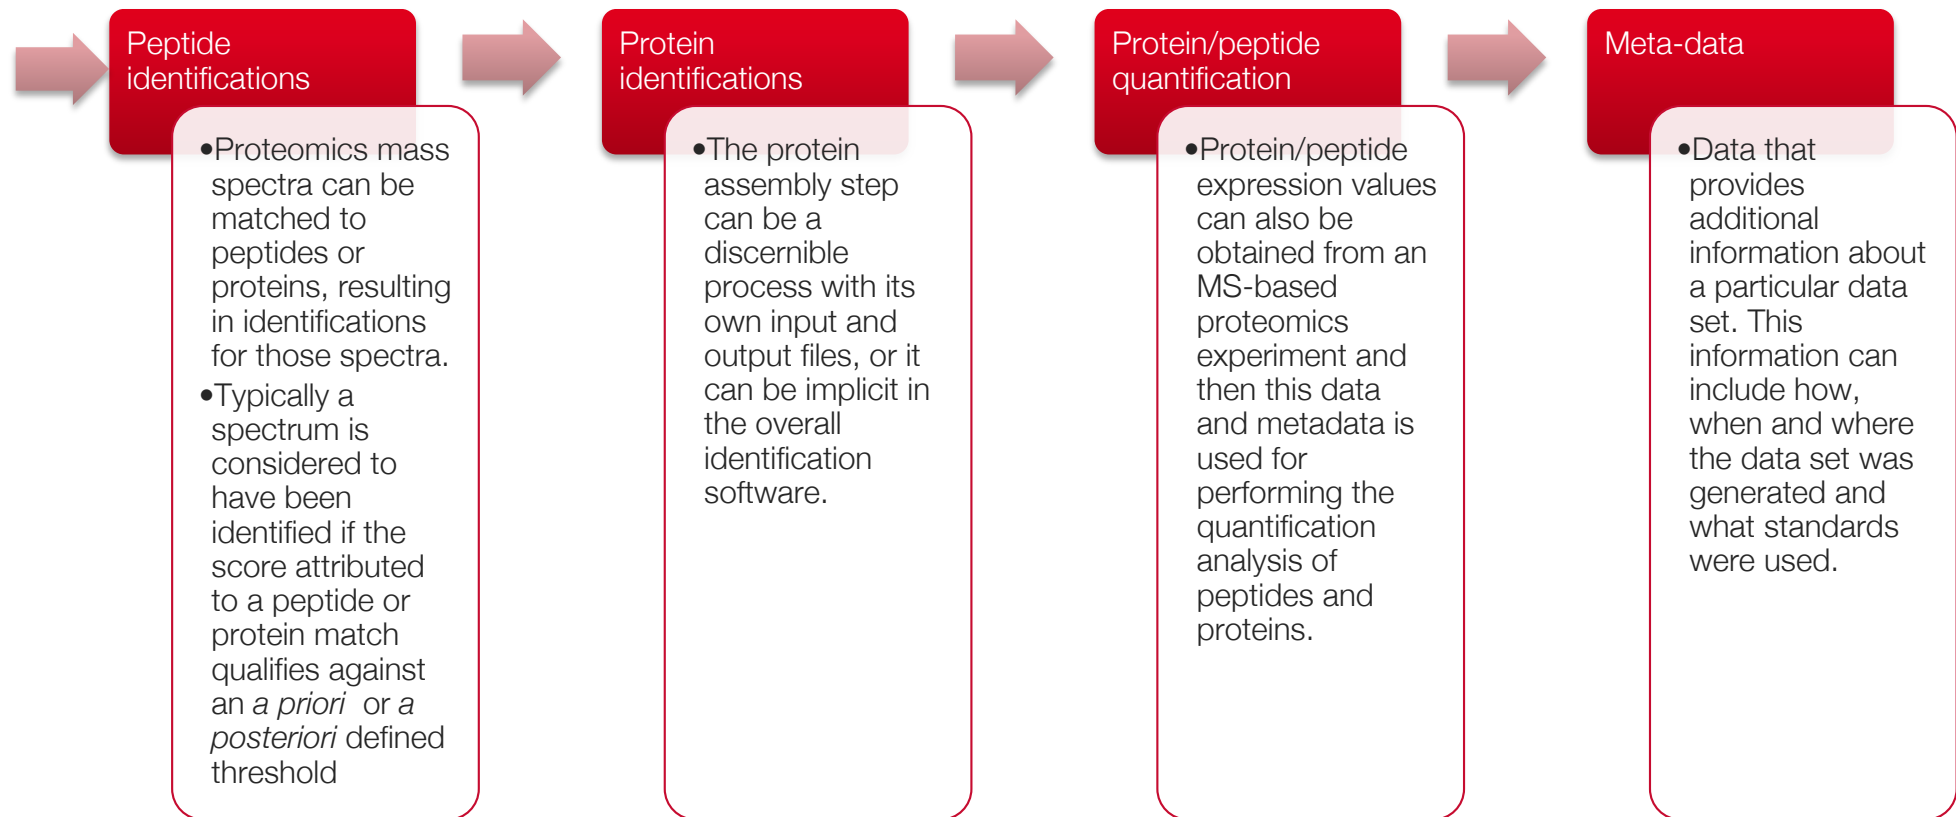 Peptide
identifications
•Proteomics mass
spectra can be
matched to
peptides or
proteins, resulting
in identifications
for those spectra.
•Typically a
spectrum is
considered to
have been
identified if the
score attributed
to a peptide or
protein match
qualifies against
an a priori or a
posteriori defined
threshold
Protein
identifications
•The protein
assembly step
can be a
discernible
process with its
own input and
output files, or it
can be implicit in
the overall
identification
software.
Protein/peptide
quantification
•Protein/peptide
expression values
can also be
obtained from an
MS-based
proteomics
experiment and
then this data
and metadata is
used for
performing the
quantification
analysis of
peptides and
proteins.
Meta-data
•Data that
provides
additional
information about
a particular data
set. This
information can
include how,
when and where
the data set was
generated and
what standards
were used.